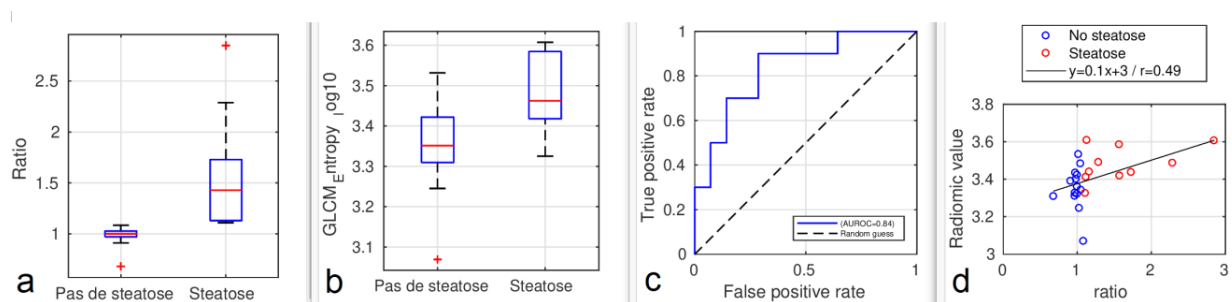 2.5
2
1.5
1
Ratio
Pas de steatose Steatose
a
3.6
3.5
3.4
3.3
3.2
3.1
GLCM_Entropy_log10
Pas de steatose Steatose
b
1
0.8
0.6
0.4
0.2
0
True positive rate
(AUROC=0.84)
Random guess
0 0.5 1
False positive rate
c
No steatose
Steatose
y=0.1x+3 / r=0.49
3.8
3.6
3.4
3.2
3
Radiomic value
0 1 2 3
ratio
d